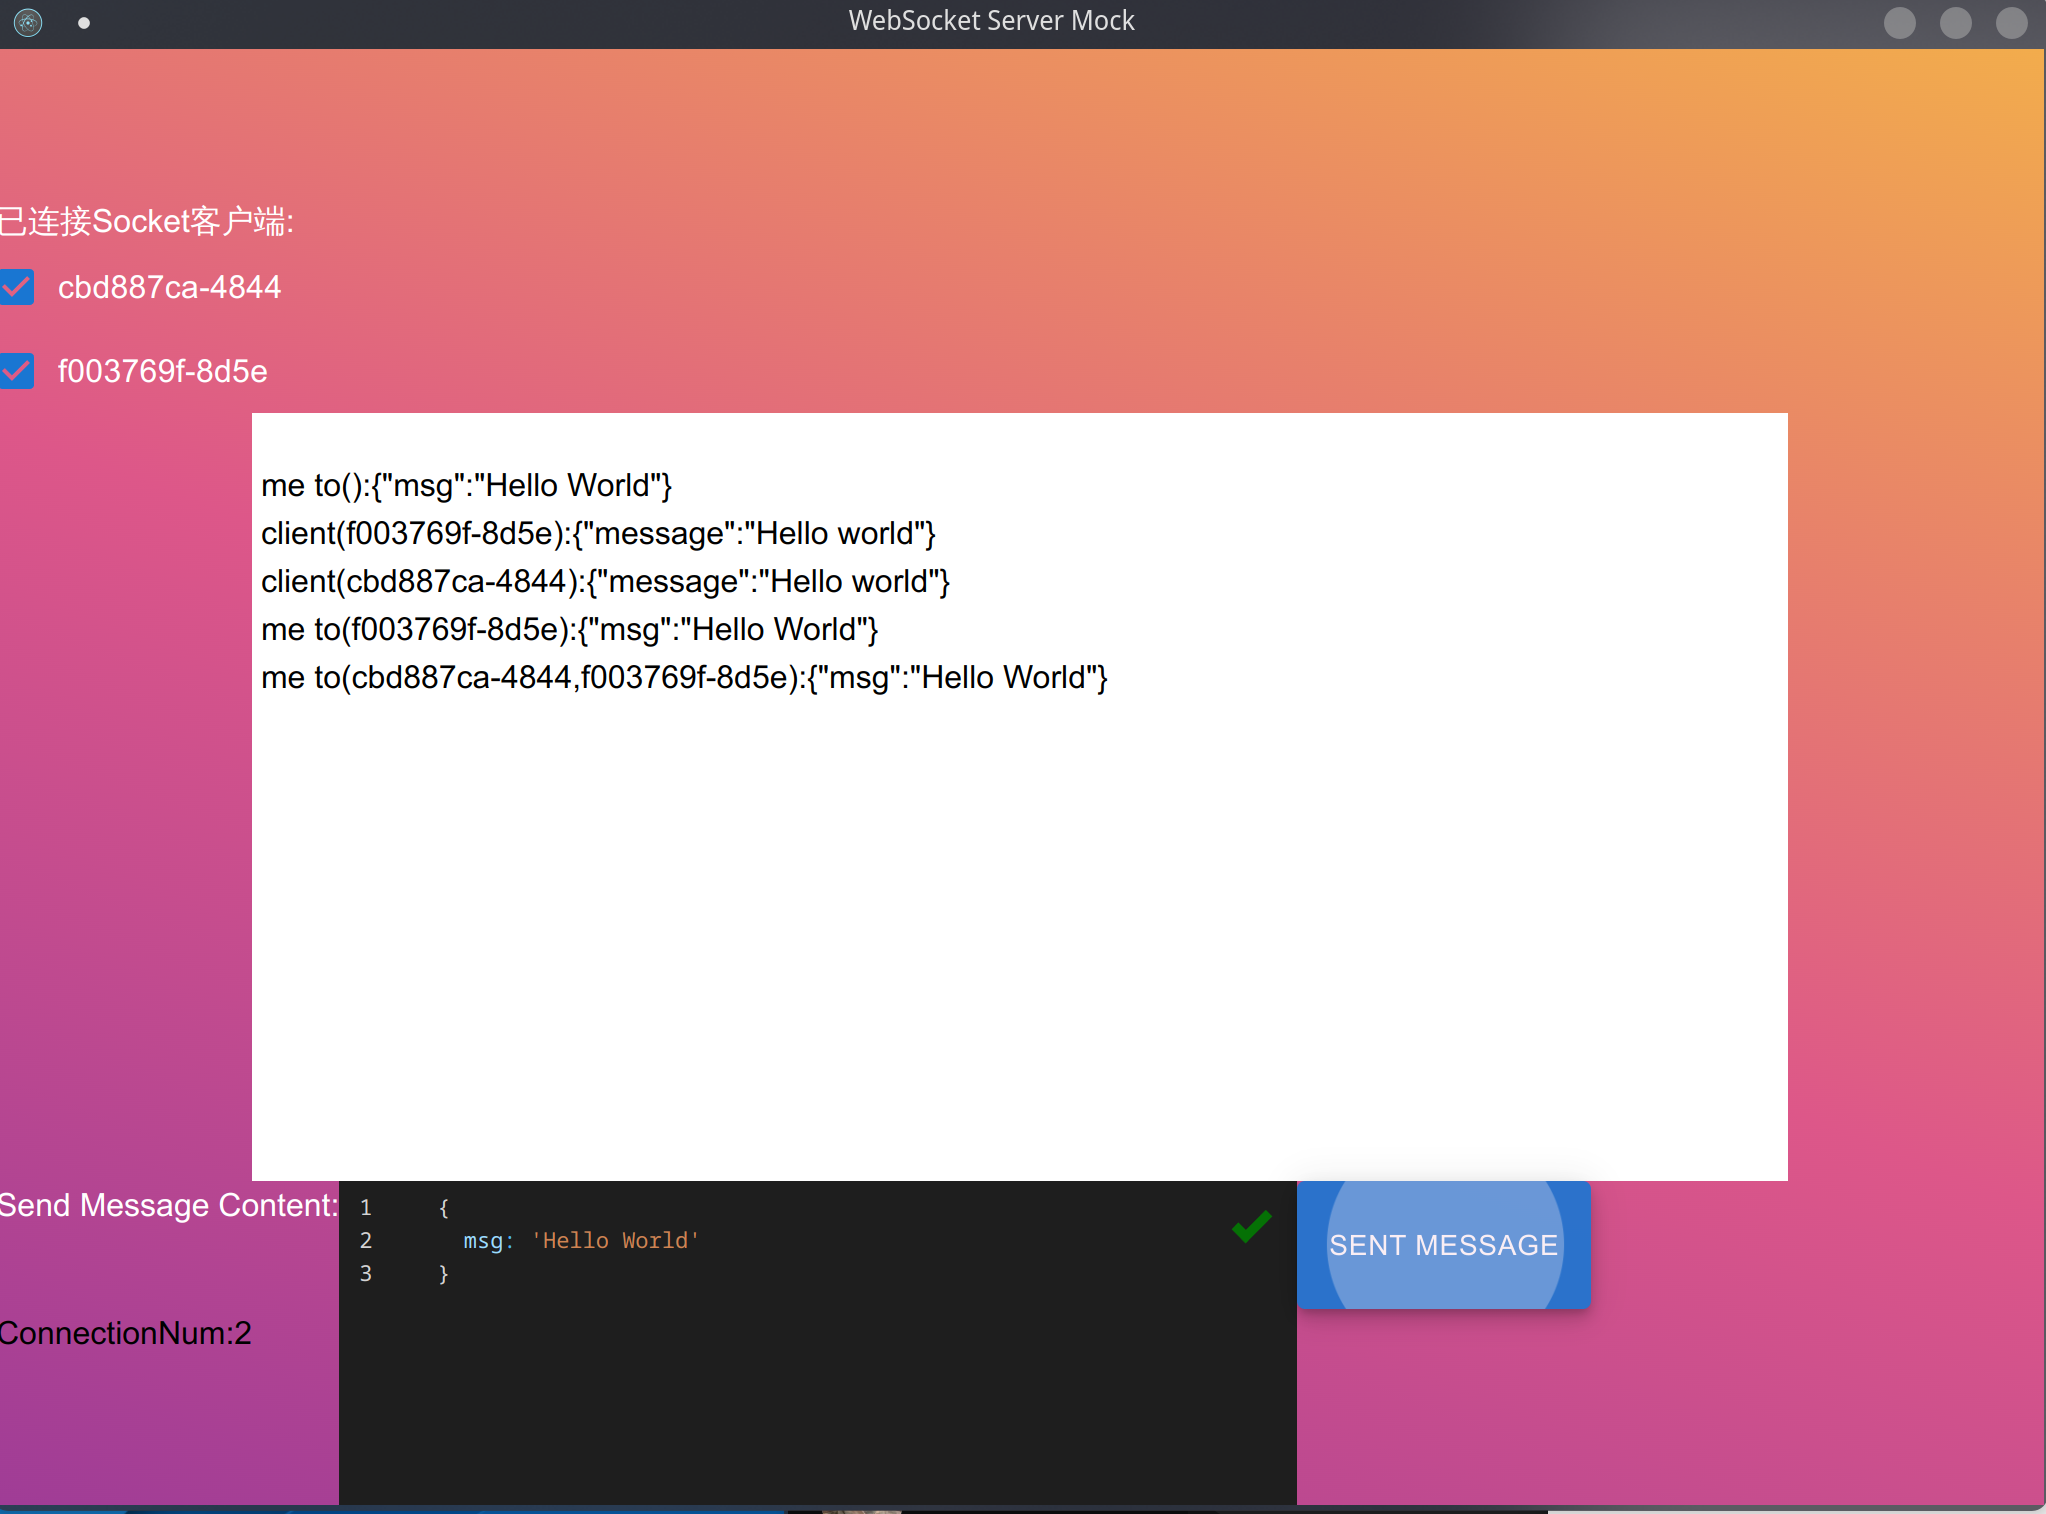 WebSocket Server Mock
已连接Socket客户端:
cbd887ca-4844
f003769f-8d5e
me to():{"msg":"Hello World"}
client(f003769f-8d5e):{"message":"Hello world"}
client(cbd887ca-4844):{"message":"Hello world"}
me to(f003769f-8d5e):{"msg":"Hello World"}
me to(cbd887ca-4844,f003769f-8d5e):{"msg":"Hello World"}
Send Message Content:
1 {
2 msg: 'Hello World'
3 }
SENT MESSAGE
ConnectionNum:2